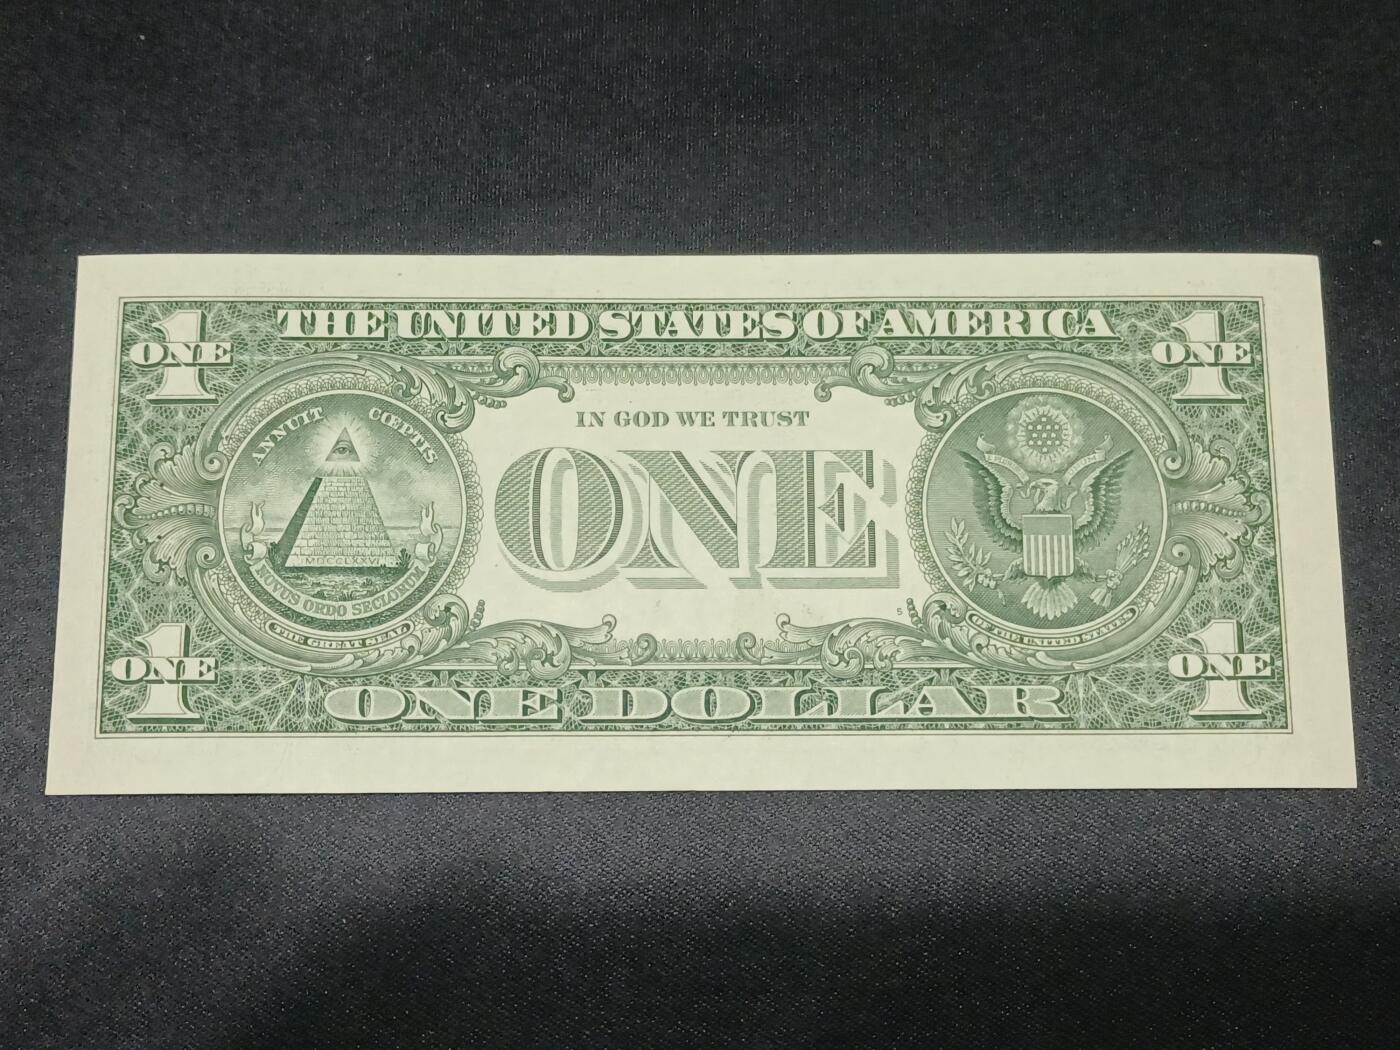 THE UNITED STATES OF AMERICA
1
ONE
1
ONE
ANNUIT COEPTIS
IN GOD WE TRUST
ONE
MDCCLXXVI
NOVUS ORDO SECLORUM
THE GREAT SEAL
OF THE UNITED STATES
5
1
ONE
1
ONE
ONE DOLLAR